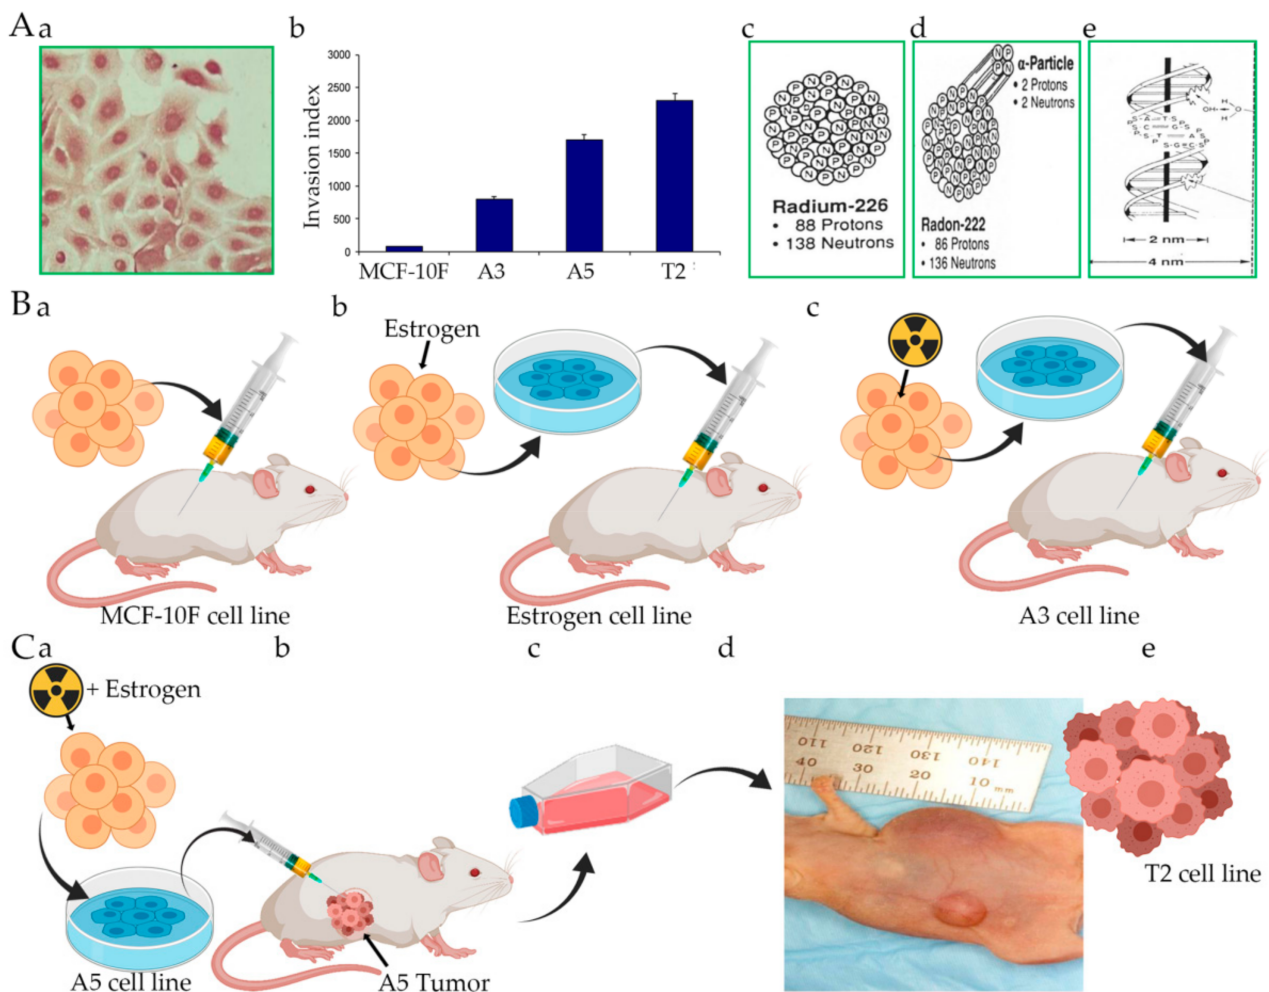 A a
b
c
d
e
3000
2500
2000
1500
1000
500
0
Invasion index
MCF-10F A3 A5 T2
Radium-226
• 88 Protons
• 138 Neutrons
α-Particle
• 2 Protons
• 2 Neutrons
Radon-222
• 86 Protons
• 136 Neutrons
2 nm
4 nm
B a
b
c
Estrogen
MCF-10F cell line
Estrogen cell line
A3 cell line
C a
b
c
d
e
+ Estrogen
A5 cell line
A5 Tumor
110 120 130 140
40 30 20 10 mm
T2 cell line